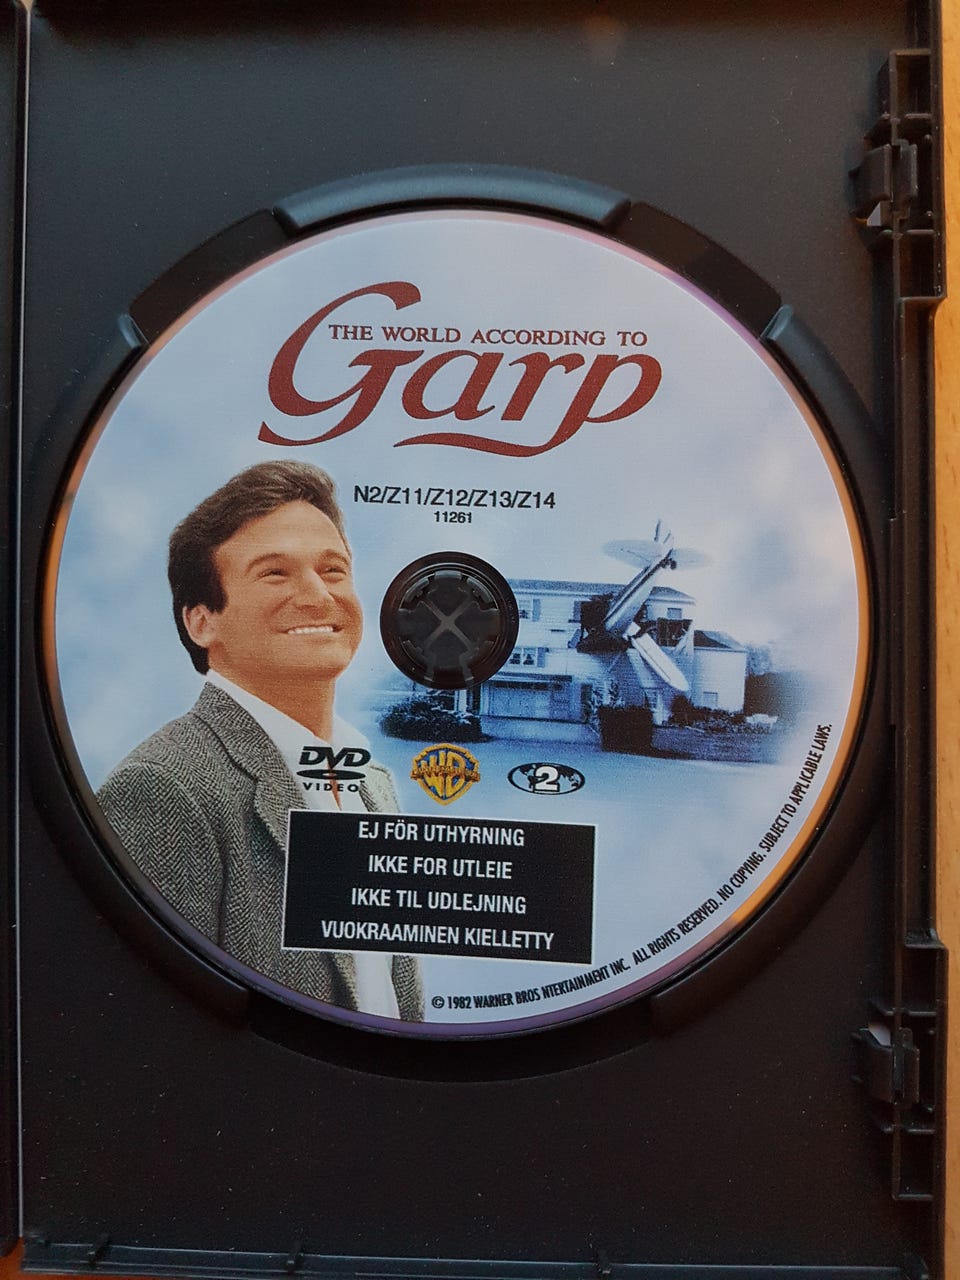 THE WORLD ACCORDING TO
Garp
N2/Z11/Z12/Z13/Z14
11261
DVD
VIDEO
WB
2
EJ FÖR UTHYRNING
IKKE FOR UTLEIE
IKKE TIL UDLEJNING
VUOKRAAMINEN KIELLETTY
© 1982 WARNER BROS NTERTAINMENT INC. ALL RIGHTS RESERVED. NO COPYING. SUBJECT TO APPLICABLE LAWS.